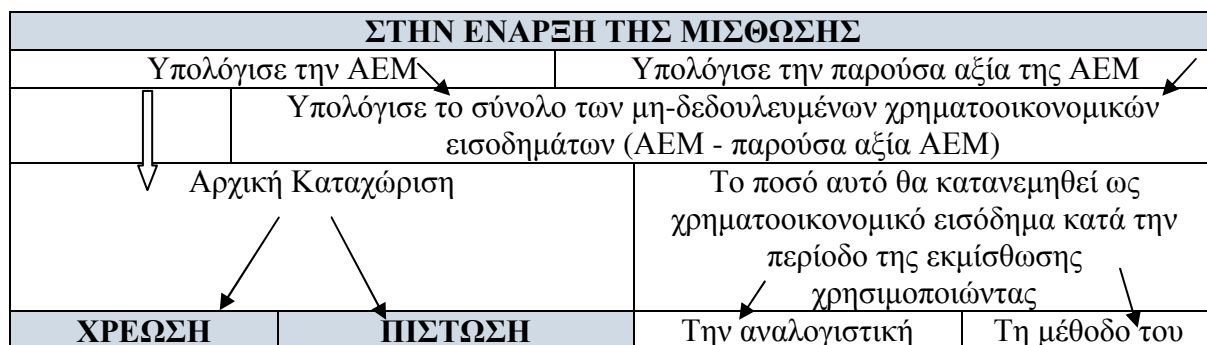 ΣΤΗΝ ΕΝΑΡΞΗ ΤΗΣ ΜΙΣΘΩΣΗΣ
Υπολόγισε την ΑΕΜ
Υπολόγισε την παρούσα αξία της ΑΕΜ
Υπολόγισε το σύνολο των μη-δεδουλευμένων χρηματοοικονομικών
εισοδημάτων (ΑΕΜ - παρούσα αξία ΑΕΜ)
Αρχική Καταχώριση
Το ποσό αυτό θα κατανεμηθεί ως
χρηματοοικονομικό εισόδημα κατά την
περίοδο της εκμίσθωσης
χρησιμοποιώντας
ΧΡΕΩΣΗ
ΠΙΣΤΩΣΗ
Την αναλογιστική
Τη μέθοδο του